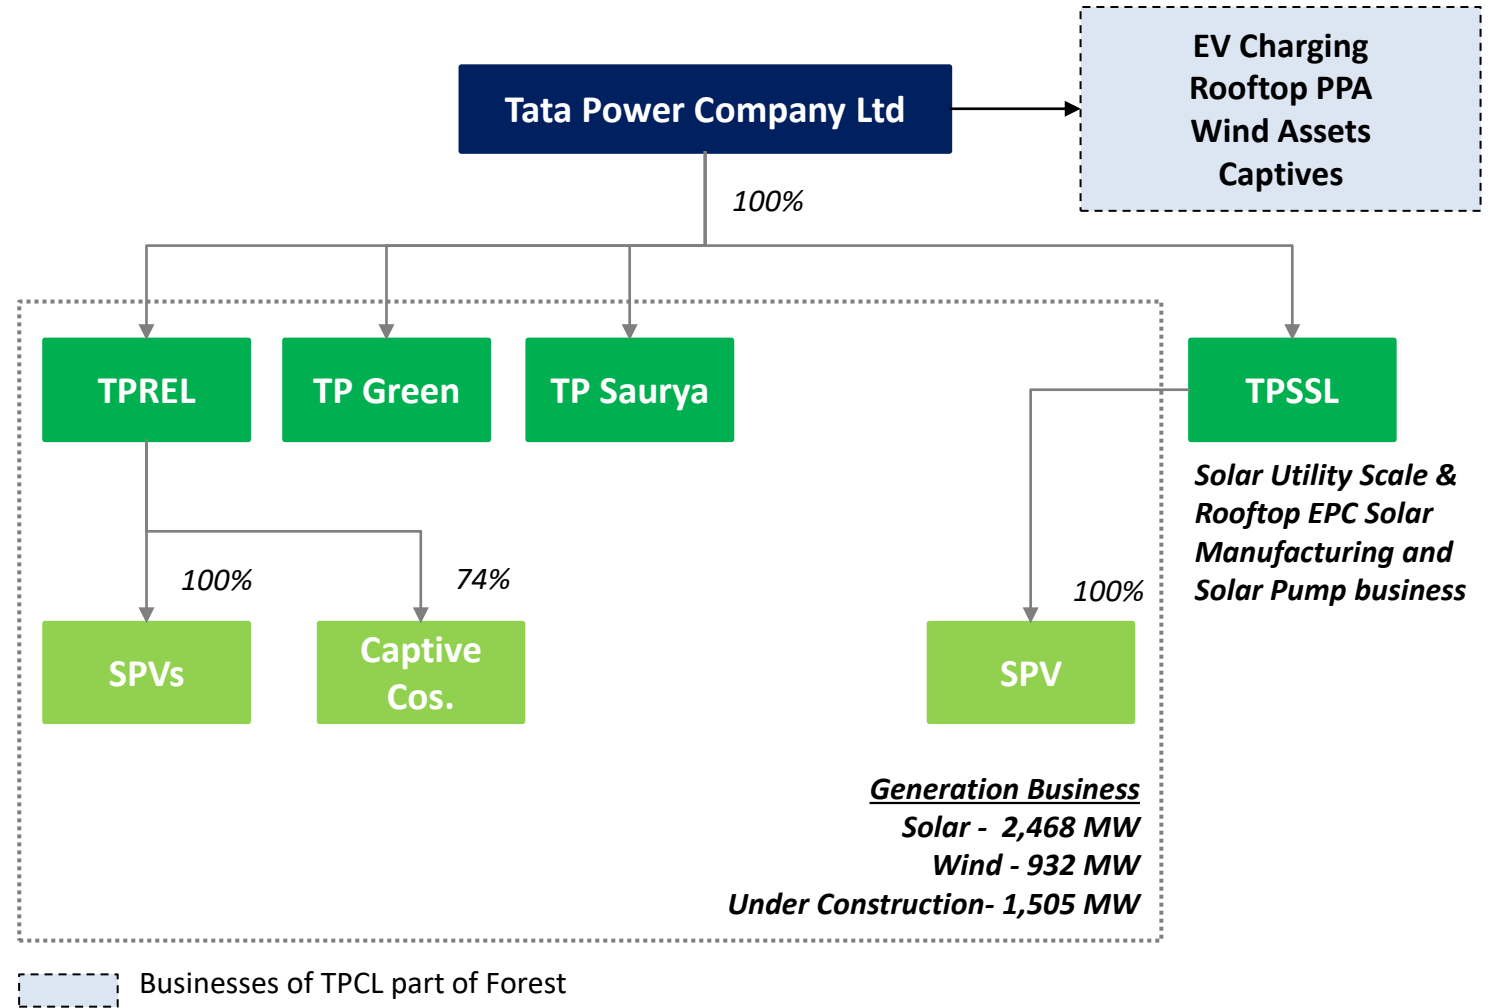 EV Charging
Rooftop PPA
Wind Assets
Captives
Tata Power Company Ltd
100%
TPREL
TP Green
TP Saurya
TPSSL
Solar Utility Scale &
Rooftop EPC Solar
Manufacturing and
Solar Pump business
100%
74%
100%
SPVs
Captive
Cos.
SPV
Generation Business
Solar - 2,468 MW
Wind - 932 MW
Under Construction- 1,505 MW
Businesses of TPCL part of Forest